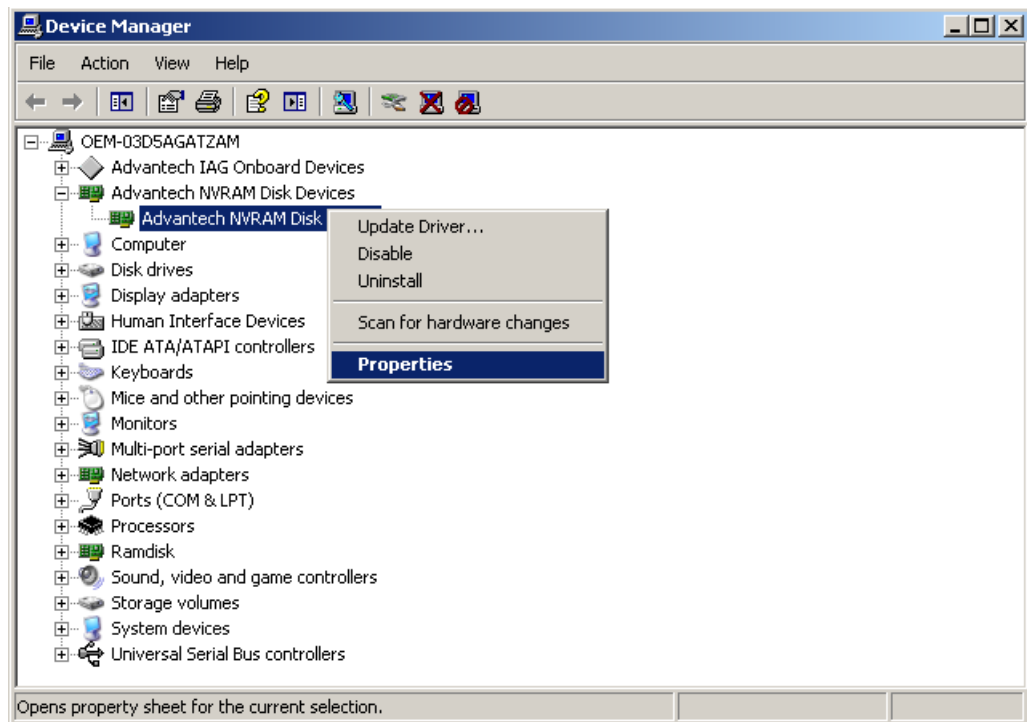 Device Manager
File Action View Help
OEM-03D5AGATZAM
Advantech IAG Onboard Devices
Advantech NVRAM Disk Devices
Advantech NVRAM Disk
Update Driver...
Disable
Uninstall
Scan for hardware changes
Properties
Computer
Disk drives
Display adapters
Human Interface Devices
IDE ATA/ATAPI controllers
Keyboards
Mice and other pointing devices
Monitors
Multi-port serial adapters
Network adapters
Ports (COM & LPT)
Processors
Ramdisk
Sound, video and game controllers
Storage volumes
System devices
Universal Serial Bus controllers
Opens property sheet for the current selection.